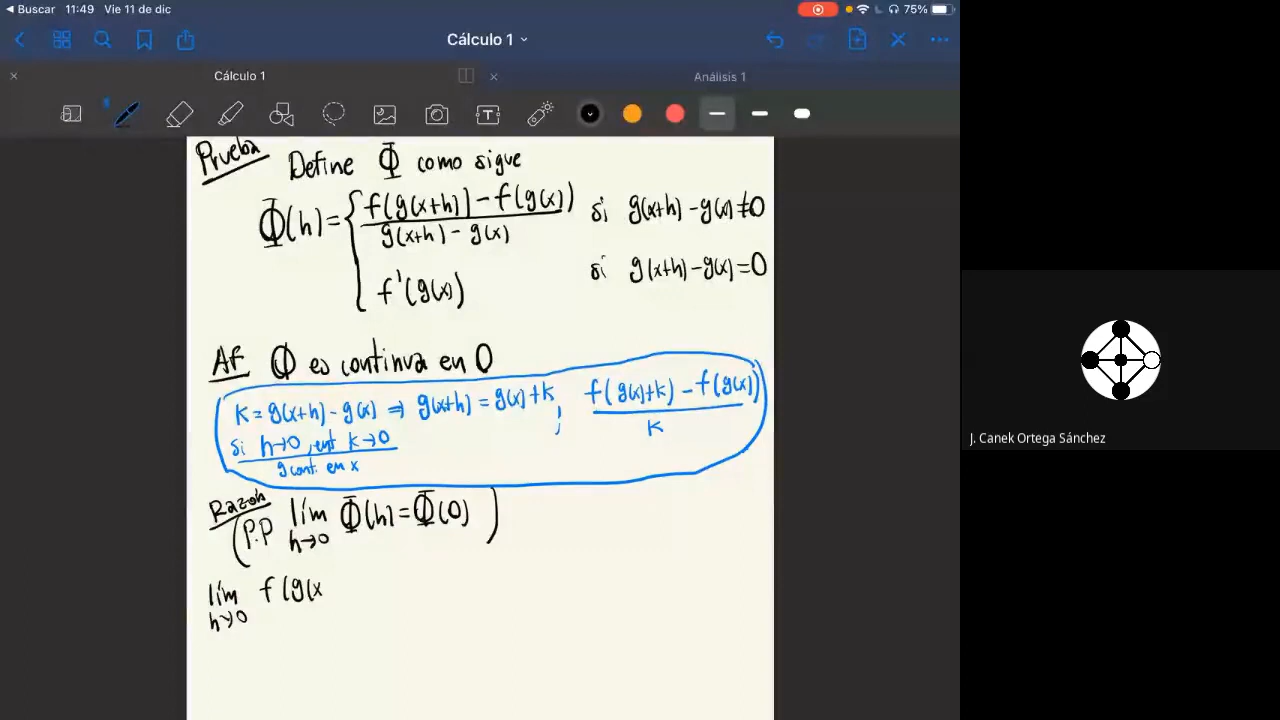 Buscar 11:49 Vie 11 de dic 75%
Cálculo 1
Cálculo 1 Análisis 1
Prueba Define Φ como sigue
Φ(h) = { f(g(x+h)) - f(g(x)) / g(x+h) - g(x) si g(x+h) - g(x) ≠ 0
f'(g(x)) si g(x+h) - g(x) = 0
Af. Φ es continua en 0
K = g(x+h) - g(x) ⇒ g(x+h) = g(x) + k ; f(g(x)+k) - f(g(x)) / K
si h→0, ent k→0
g cont. en x
Razón
(P.P lím h→0 Φ(h) = Φ(0) )
lím h→0 f(g(x
J. Canek Ortega Sánchez